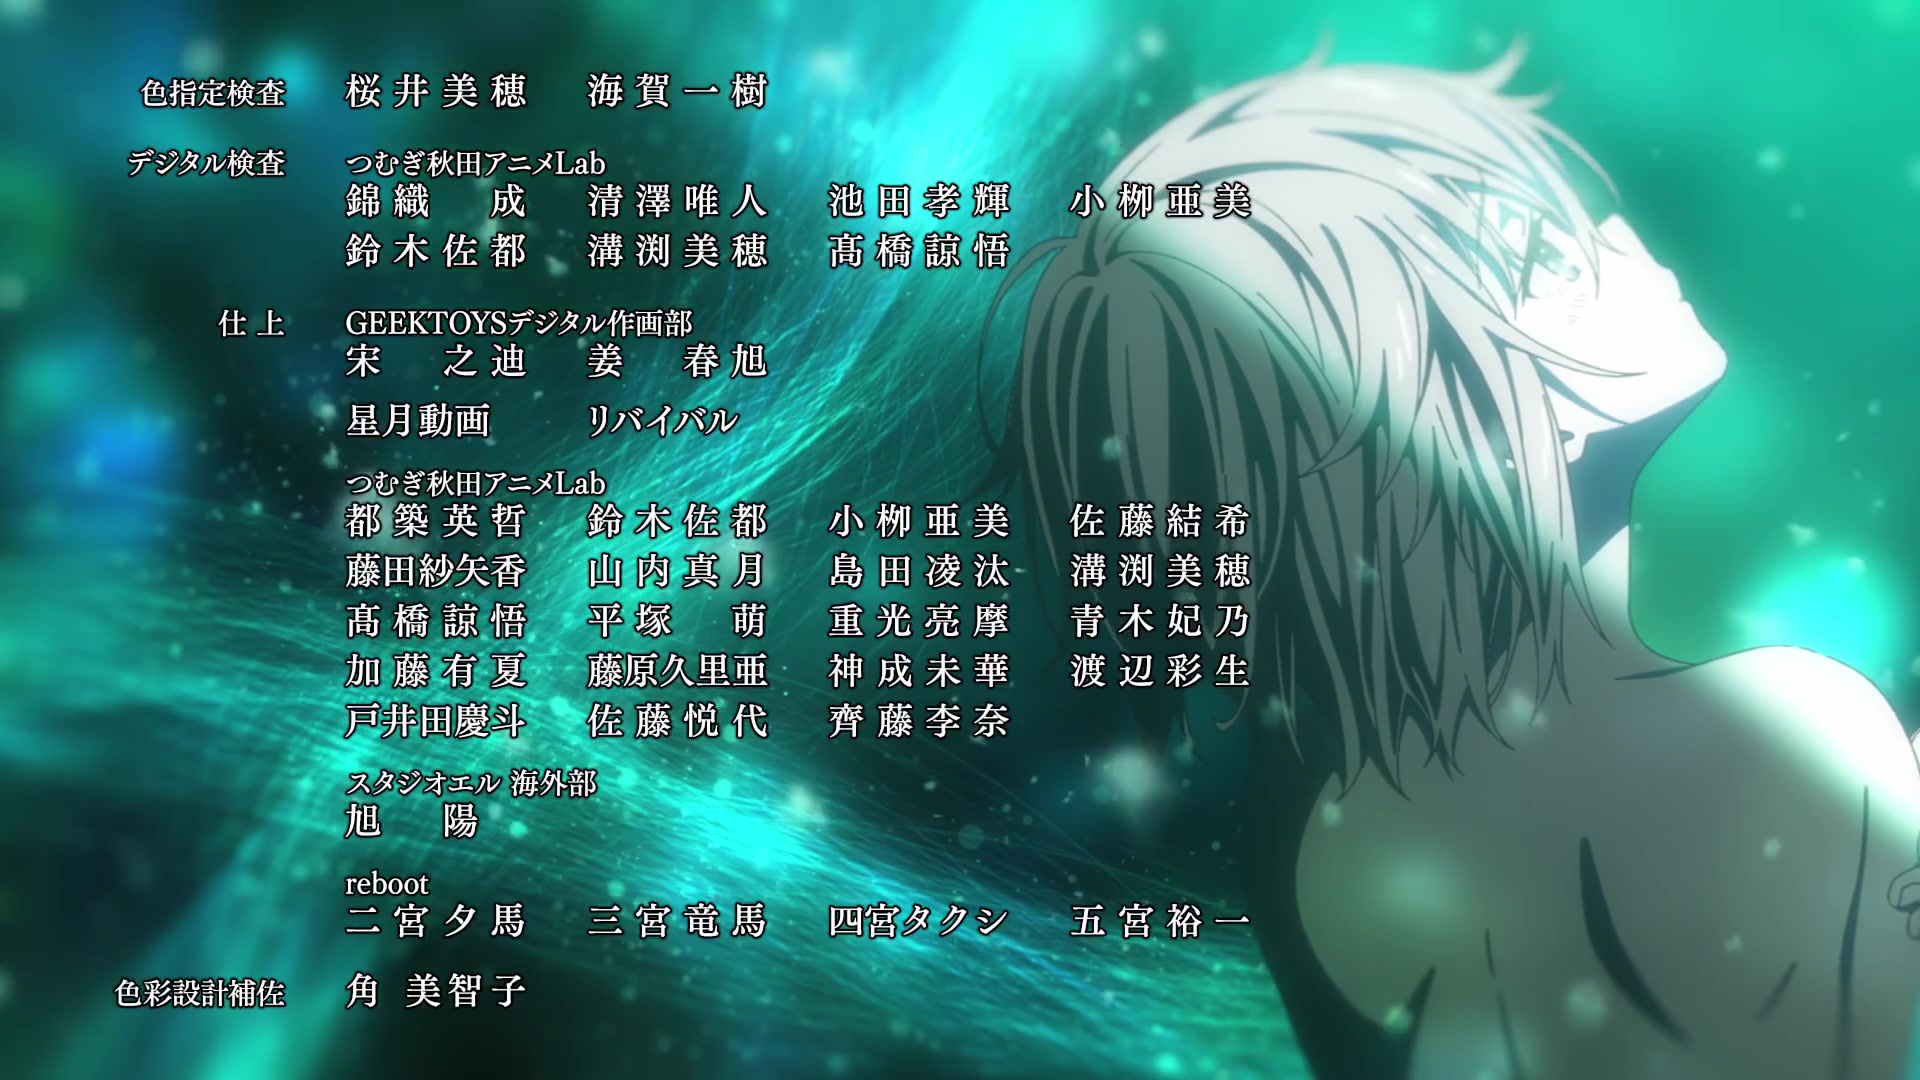 色指定検査 桜井美穂 海賀一樹
デジタル検査 つむぎ秋田アニメLab
錦織 成 清澤唯人 池田孝輝 小栁亜美
鈴木佐都 溝渕美穂 髙橋諒悟
仕上 GEEKTOYSデジタル作画部
宋 之迪 姜 春旭
星月動画 リバイバル
つむぎ秋田アニメLab
都築英哲 鈴木佐都 小栁亜美 佐藤結希
藤田紗矢香 山内真月 島田凌汰 溝渕美穂
髙橋諒悟 平塚 萌 重光亮摩 青木妃乃
加藤有夏 藤原久里亜 神成未華 渡辺彩生
戸井田慶斗 佐藤悦代 齊藤李奈
スタジオエル 海外部
旭 陽
reboot
二宮夕馬 三宮竜馬 四宮タクシ 五宮裕一
色彩設計補佐 角 美智子